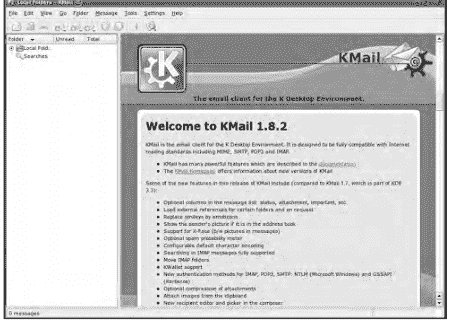 Local Folders - KMail
File Edit View Go Folder Message Tools Settings Help
Folder Unread Total
Local Fold.
Searches
KMail
The email client for the K Desktop Environment.
Welcome to KMail 1.8.2
KMail is the email client for the K Desktop Environment. It is designed to be fully compatible with Internet
mailing standards including MIME, SMTP, POP3 and IMAP.
KMail has many powerful features which are described in the documentation
The KMail homepage offers information about new versions of KMail
Some of the new features in this release of KMail include (compared to KMail 1.7, which is part of KDE
3.3):
Optional columns in the message list: status, attachment, important, etc.
Load external references for certain folders and on request
Replace smileys by emoticons
Show the sender's picture if it is in the address book
Support for X-Face (b/w pictures in messages)
Optional spam probability meter
Configurable default character encoding
Searching in IMAP messages fully supported
Move IMAP folders
KWallet support
New authentication methods for IMAP, POP3, SMTP: NTLM (Microsoft Windows) and GSSAPI
(Kerberos)
Optional compression of attachments
Attach images from the clipboard
New recipient editor and picker in the composer
0 messages